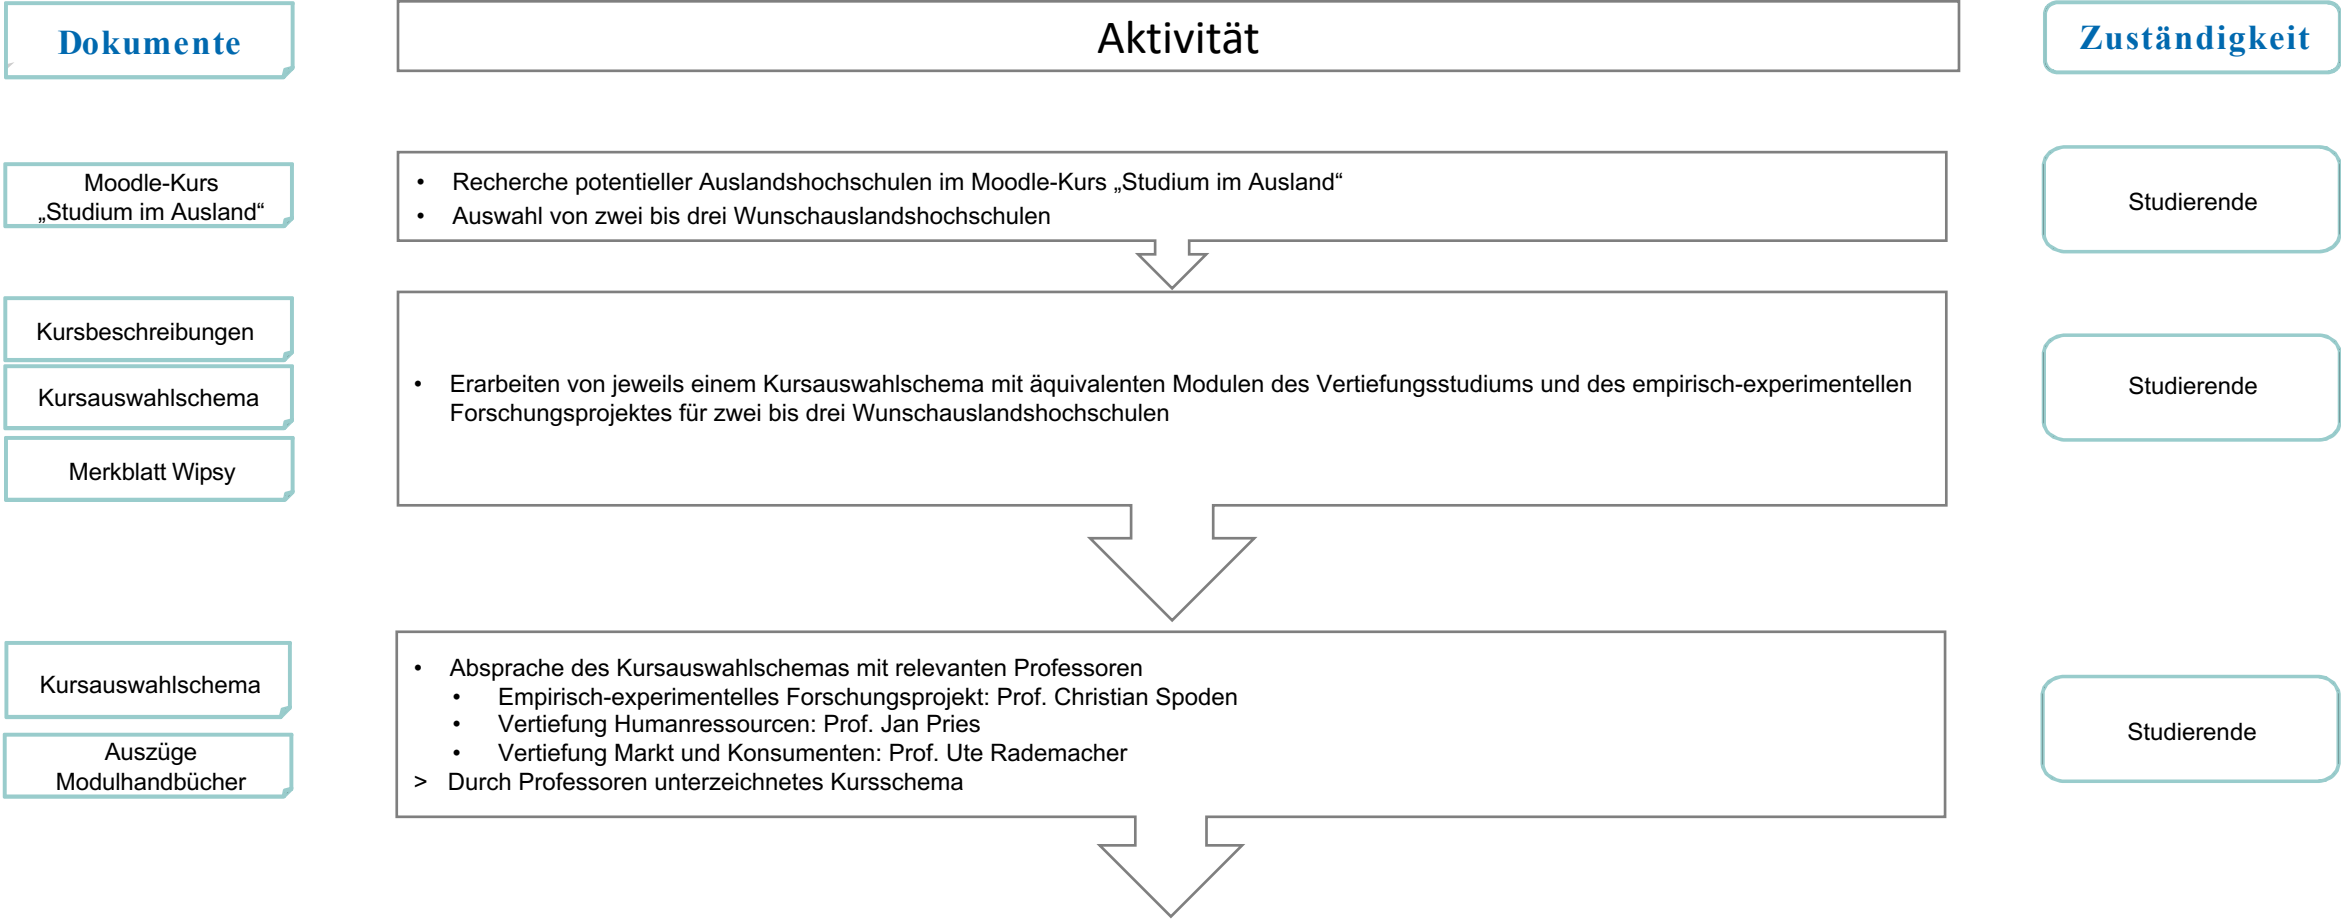 Dokumente
Aktivität
Zuständigkeit
Moodle-Kurs
„Studium im Ausland“
• Recherche potentieller Auslandshochschulen im Moodle-Kurs „Studium im Ausland“
• Auswahl von zwei bis drei Wunschauslandshochschulen
Studierende
Kursbeschreibungen
Kursauswahlschema
Merkblatt Wipsy
• Erarbeiten von jeweils einem Kursauswahlschema mit äquivalenten Modulen des Vertiefungsstudiums und des empirisch-experimentellen
Forschungsprojektes für zwei bis drei Wunschauslandshochschulen
Studierende
Kursauswahlschema
Auszüge
Modulhandbücher
• Absprache des Kursauswahlschemas mit relevanten Professoren
• Empirisch-experimentelles Forschungsprojekt: Prof. Christian Spoden
• Vertiefung Humanressourcen: Prof. Jan Pries
• Vertiefung Markt und Konsumenten: Prof. Ute Rademacher
> Durch Professoren unterzeichnetes Kursschema
Studierende